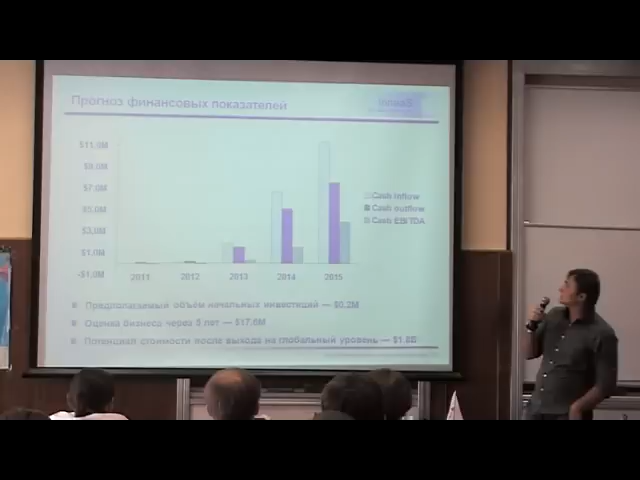 Прогноз финансовых показателей
$11,0M
$9,0M
$7,0M
$5,0M
$3,0M
$1,0M
-$1,0M
2011 2012 2013 2014 2015
Cash inflow
Cash outflow
Cash EBITDA
Предполагаемый объем начальных инвестиций — $0.2M
Оценка бизнеса через 5 лет — $17.6M
Потенциал стоимости после выхода на глобальный уровень — $1.8B